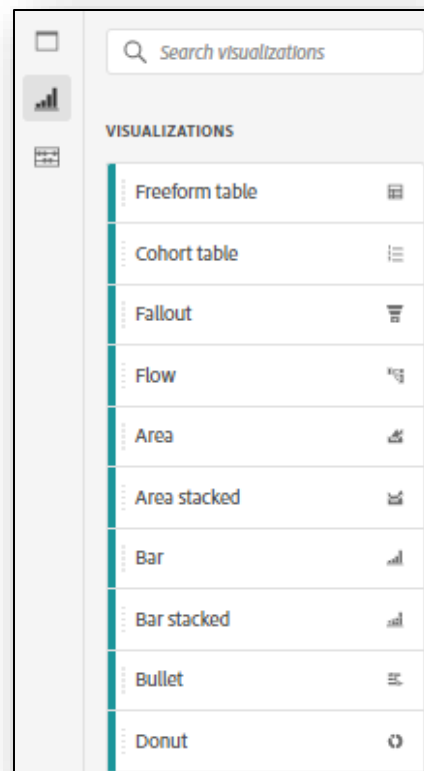 Search visualizations
VISUALIZATIONS
Freeform table
Cohort table
Fallout
Flow
Area
Area stacked
Bar
Bar stacked
Bullet
Donut